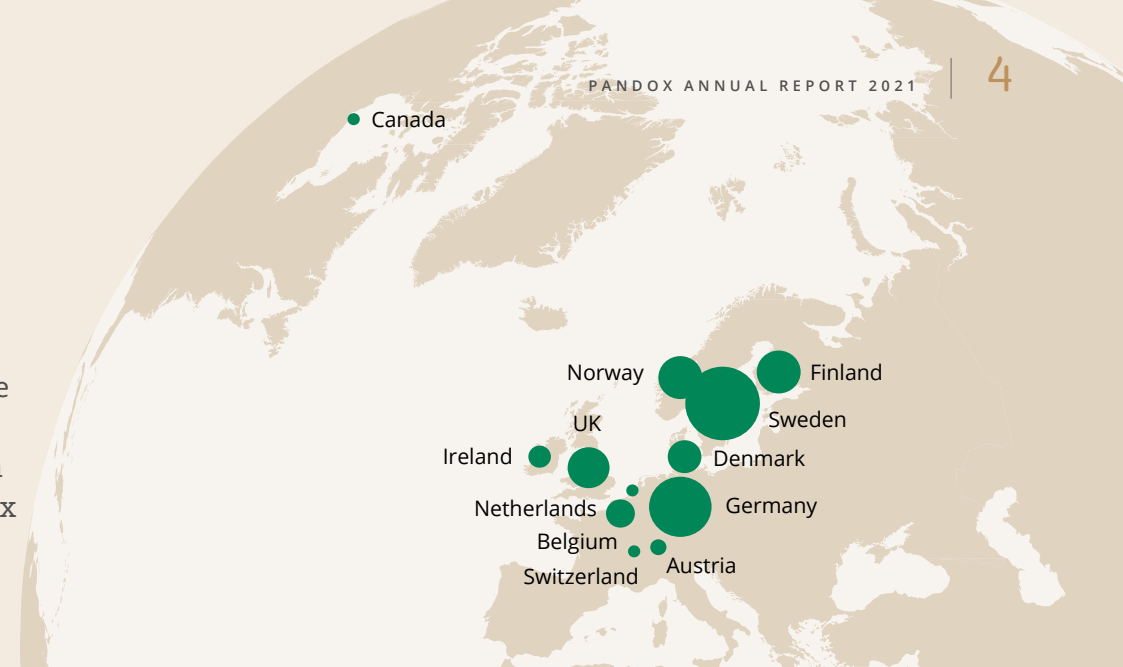 PANDOX ANNUAL REPORT 2021
4
Canada
e
x
Norway
Finland
Sweden
UK
Ireland
Denmark
Netherlands
Germany
Belgium
Austria
Switzerland